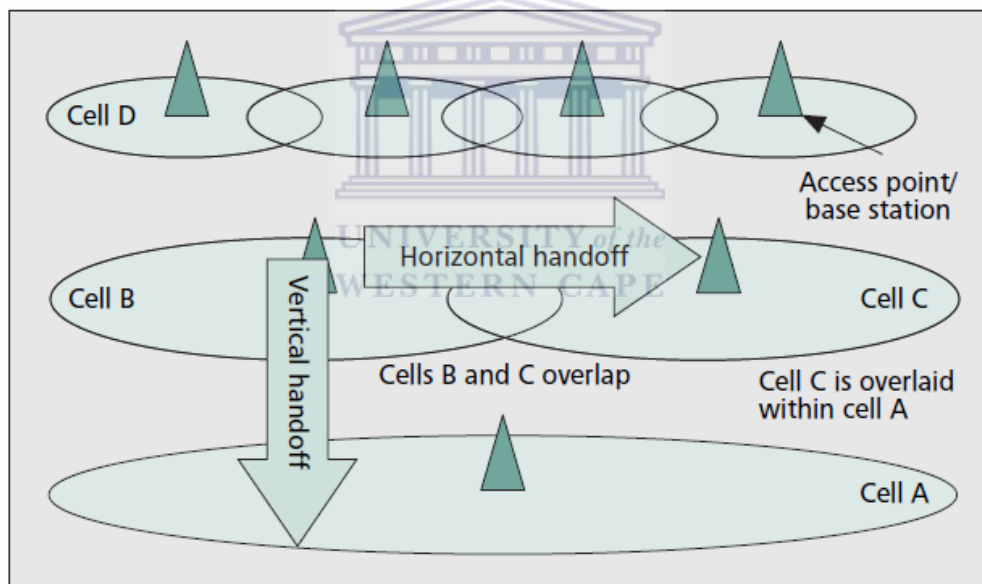 Cell D
Access point/
base station
UNIVERSITY of the
WESTERN CAPE
Horizontal handoff
Cell B
Cell C
Vertical handoff
Cells B and C overlap
Cell C is overlaid
within cell A
Cell A